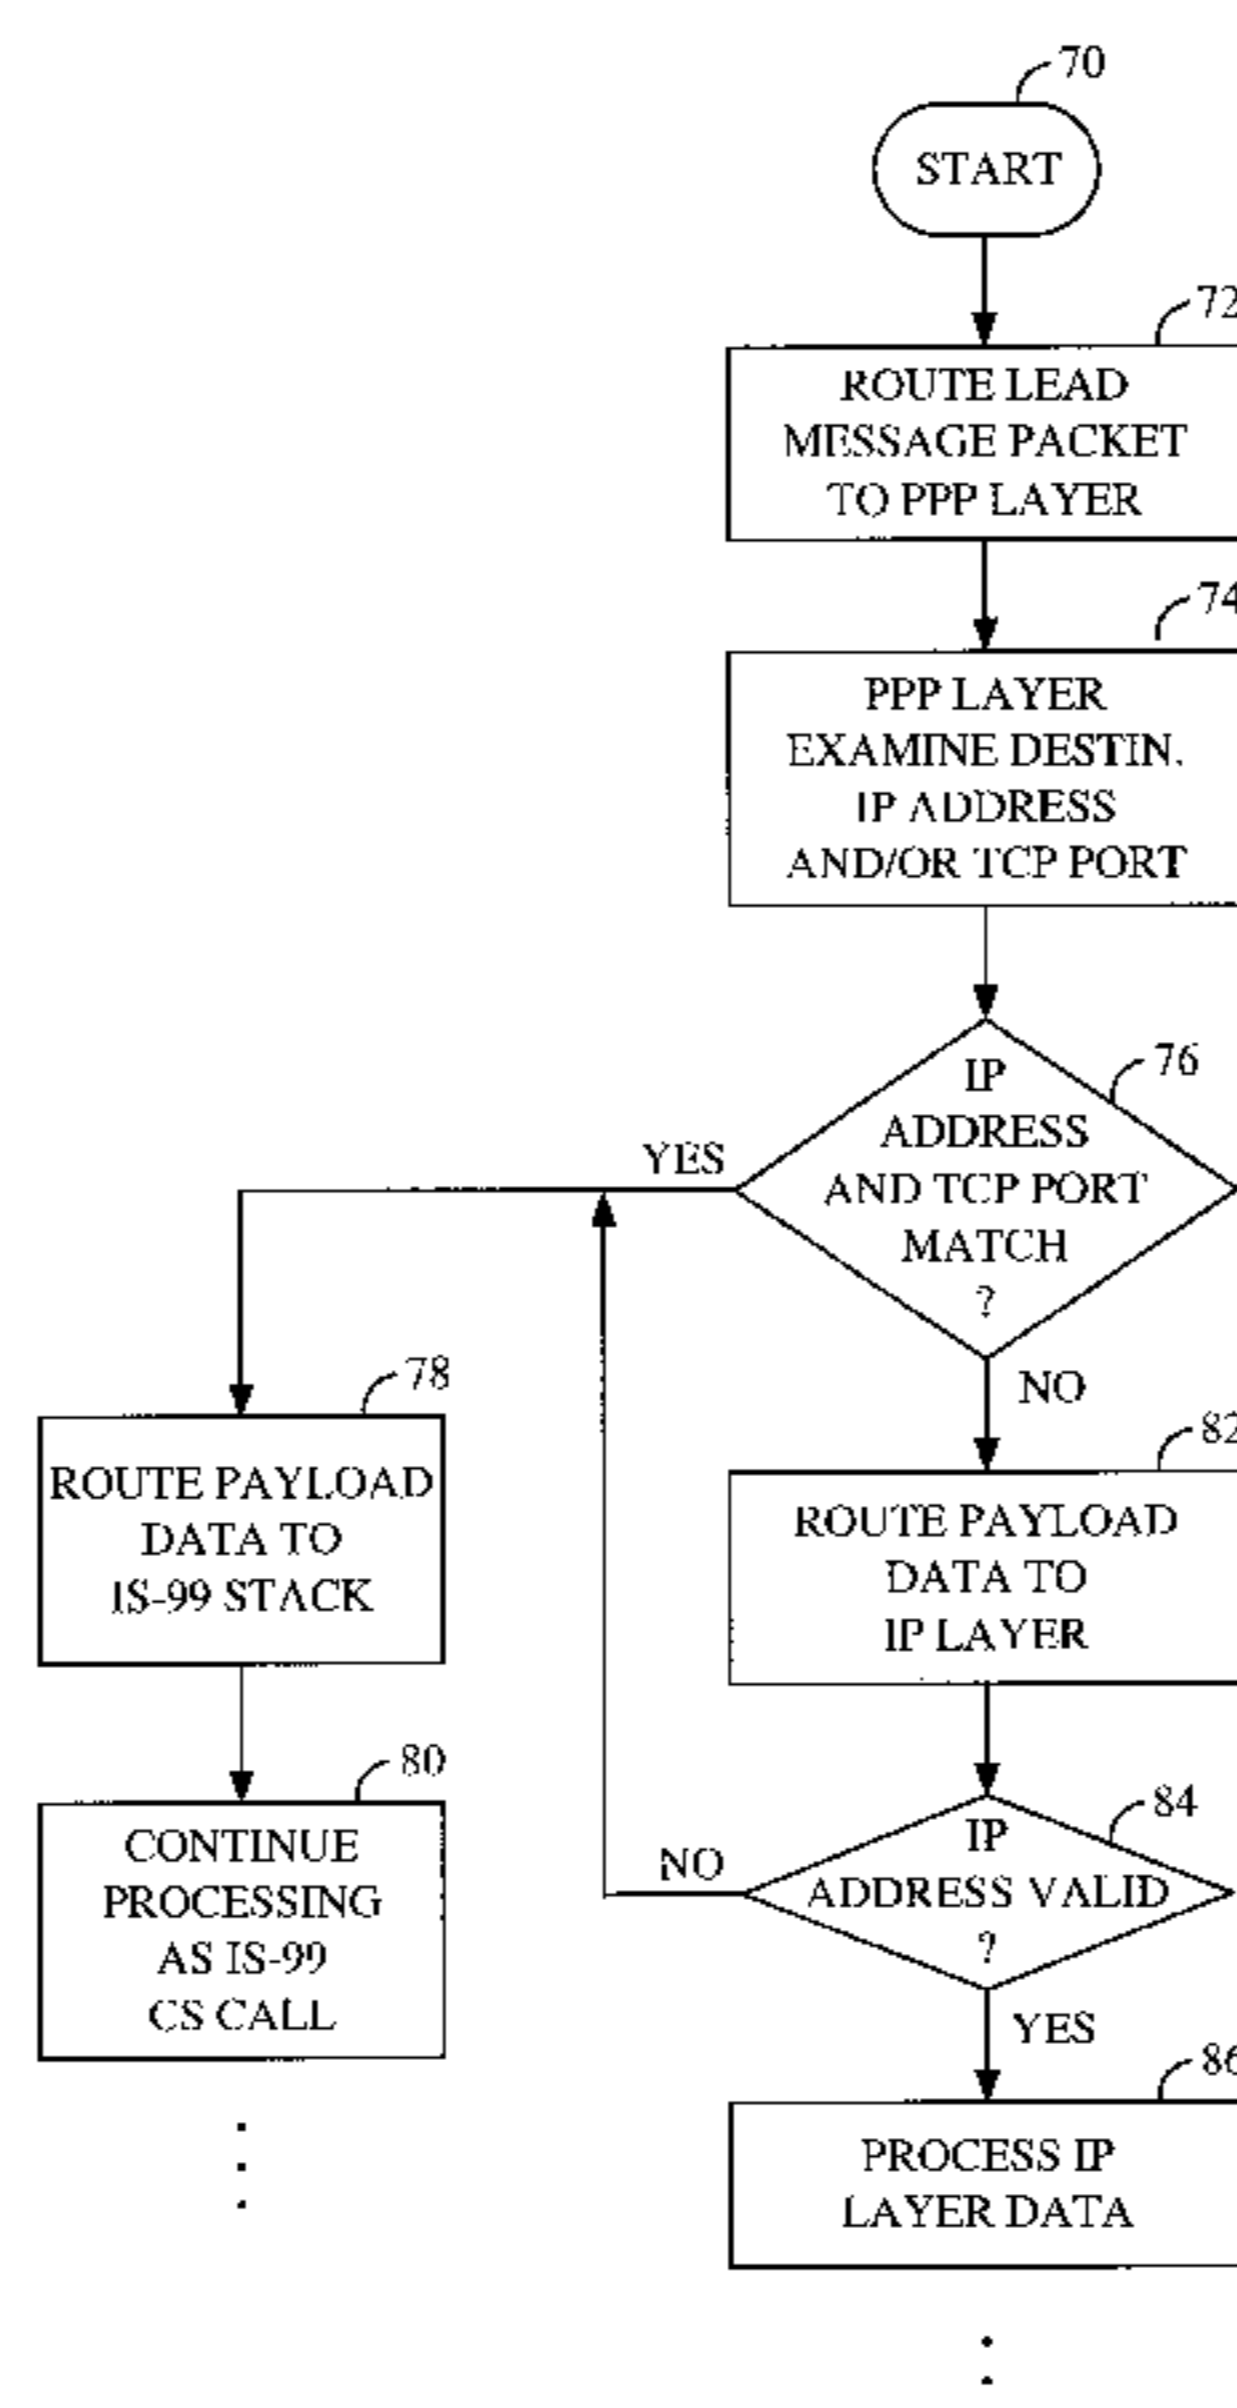 70
START
72
ROUTE LEAD
MESSAGE PACKET
TO PPP LAYER
74
PPP LAYER
EXAMINE DESTIN.
IP ADDRESS
AND/OR TCP PORT
76
IP
ADDRESS
AND TCP PORT
MATCH
?
YES
NO
78
ROUTE PAYLOAD
DATA TO
IS-99 STACK
82
ROUTE PAYLOAD
DATA TO
IP LAYER
80
CONTINUE
PROCESSING
AS IS-99
CS CALL
84
IP
ADDRESS VALID
?
NO
YES
86
PROCESS IP
LAYER DATA